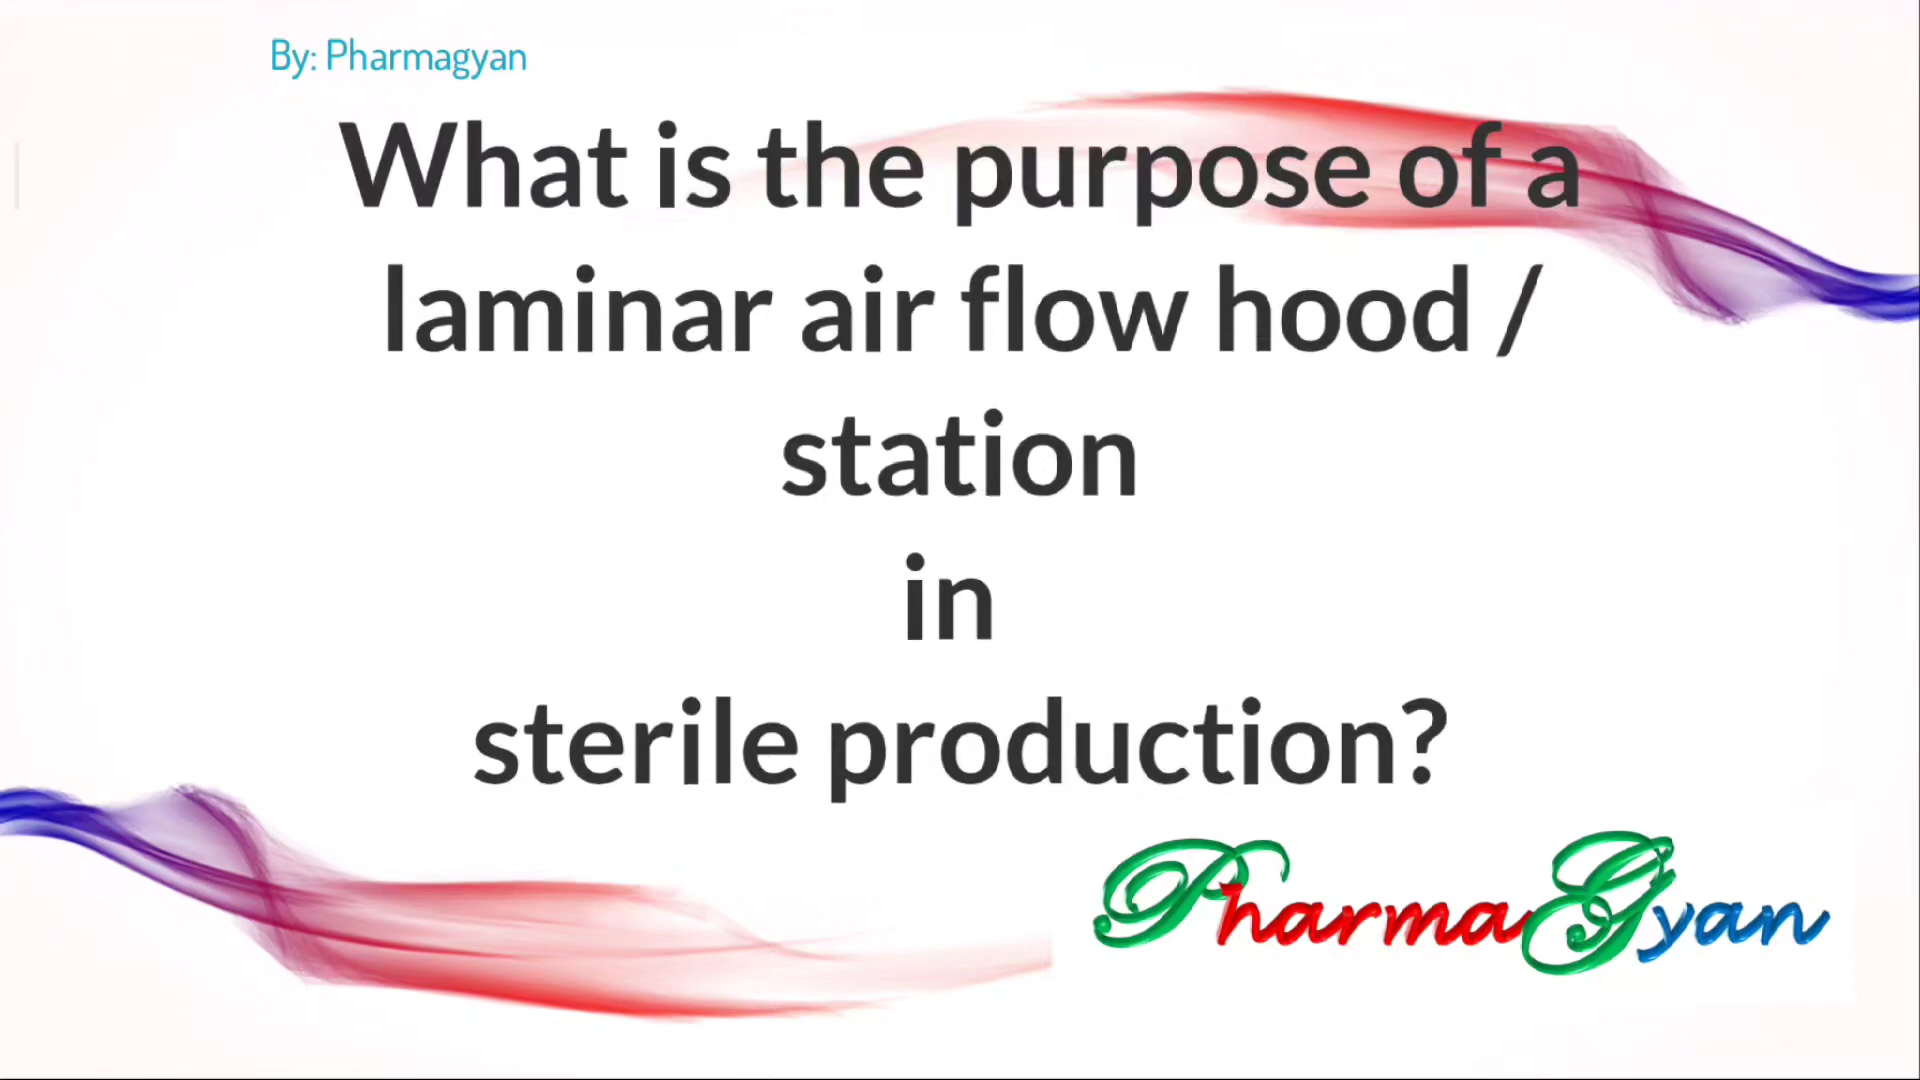 By: Pharmagyan
What is the purpose of a
laminar air flow hood /
station
in
sterile production?
PharmaGyan